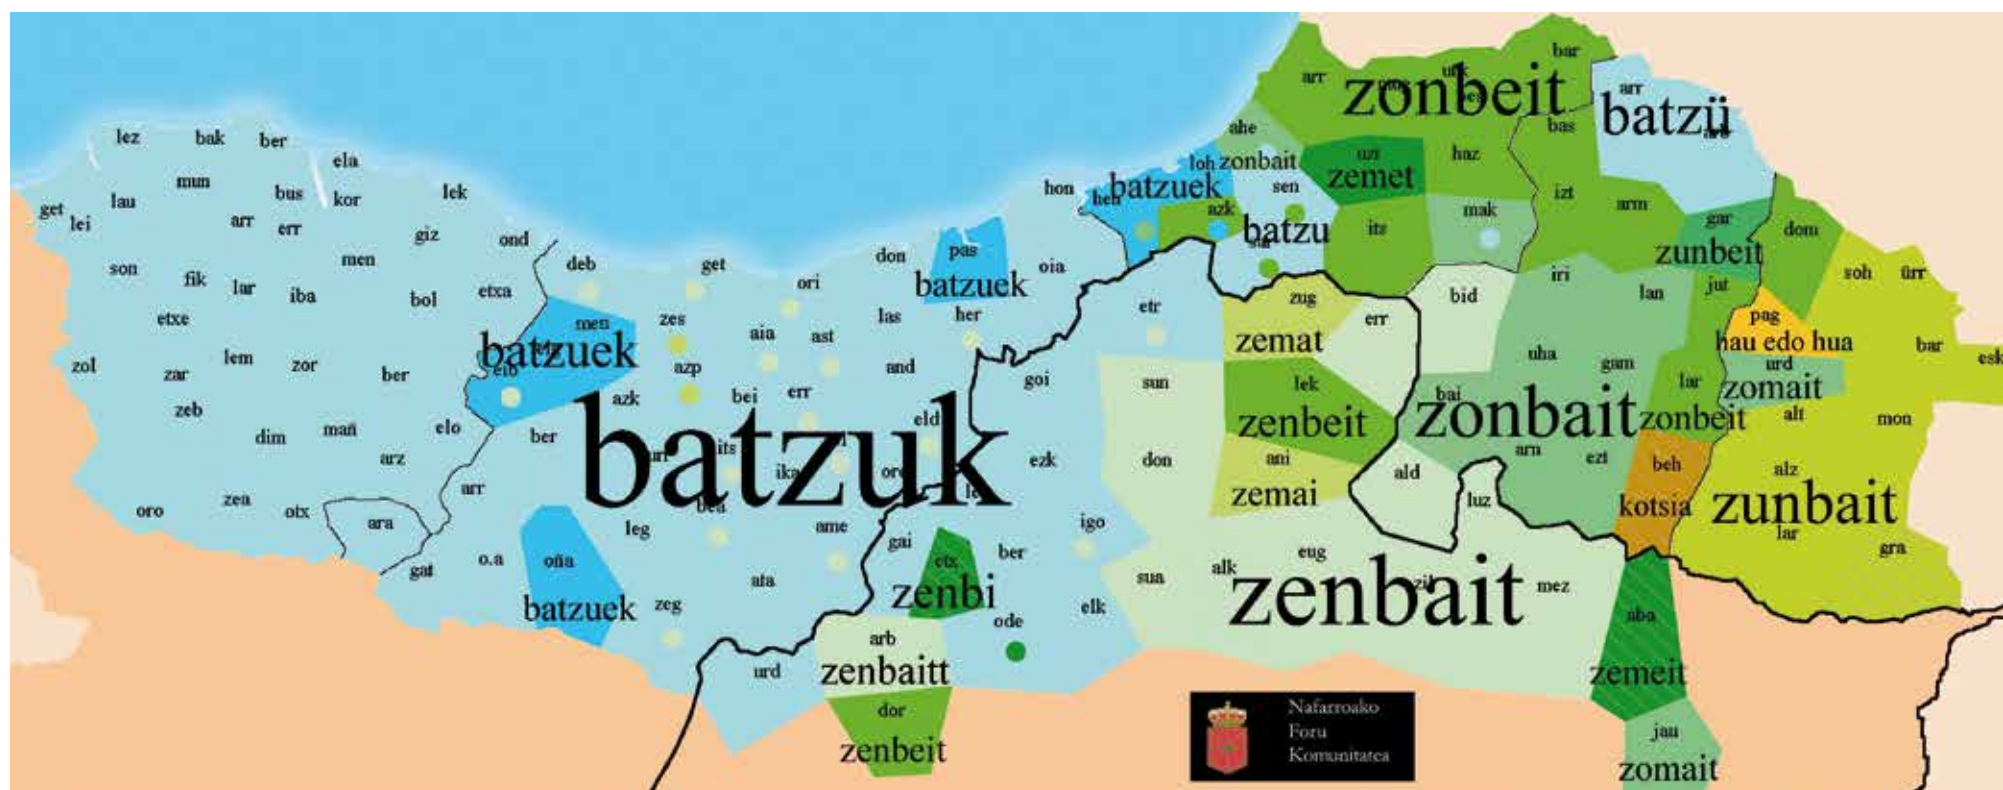 bar
arr
zonbeit
arr
batzü
lez
bak
ber
ahe
bas
ela
loh
zonbait
uzt
zemet
haz
mun
lau
bus
kor
lek
hon
batzuek
sen
izt
arm
get
lei
arr
err
giz
ond
azk
batzu
its
mak
gar
zunbeit
dom
son
fik
lar
iba
men
bol
etxa
deb
get
ori
don
pas
batzuek
oia
iri
lan
jut
soh
ürr
etxe
zol
zar
lem
zor
ber
men
batzuek
eib
zes
aia
ast
las
her
etr
zug
zemat
err
bid
pag
hau edo hua
bar
esk
azp
and
goi
sun
lek
zenbeit
uha
gam
bai
zonbait
lar
zonbeit
urd
zomait
alt
mon
zeb
dim
mañ
elo
arz
ber
azk
bei
err
eld
batzuk
its
ika
ezk
don
ani
zemai
ald
luz
arn
ezt
beh
kotsia
alz
zunbait
lar
gra
oro
zea
otx
ara
arr
leg
bea
ame
gai
igo
gat
o.a
oña
batzuek
zeg
ata
etx
zenbi
ber
ode
elk
sua
alk
eug
zenbait
mez
aba
zemeit
urd
arb
zenbaitt
dor
zenbeit
jau
zomait
Nafarroako
Foru
Komunitatea